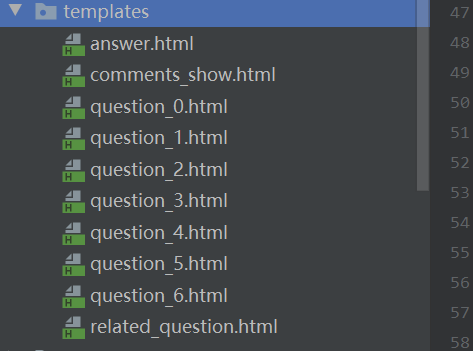 templates
answer.html
comments_show.html
question_0.html
question_1.html
question_2.html
question_3.html
question_4.html
question_5.html
question_6.html
related_question.html
47
48
49
50
51
52
53
54
55
56
57
58